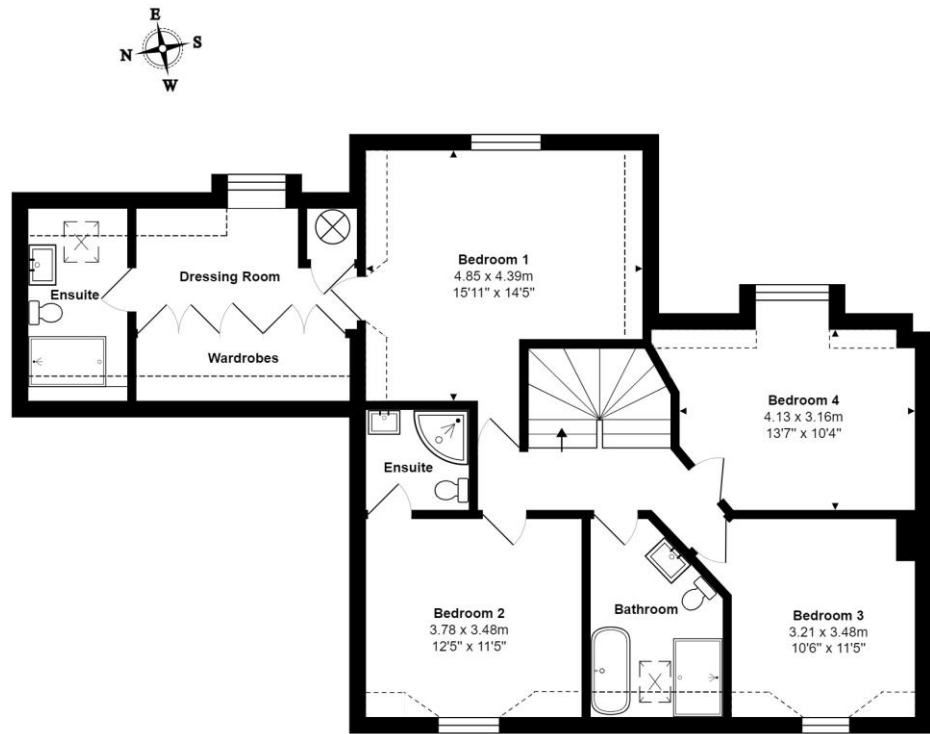 E
N
S
W
Bedroom 1
4.85 x 4.39m
15'11" x 14'5"
Dressing Room
Ensuite
Wardrobes
Bedroom 4
4.13 x 3.16m
13'7" x 10'4"
Ensuite
Bedroom 2
3.78 x 3.48m
12'5" x 11'5"
Bathroom
Bedroom 3
3.21 x 3.48m
10'6" x 11'5"